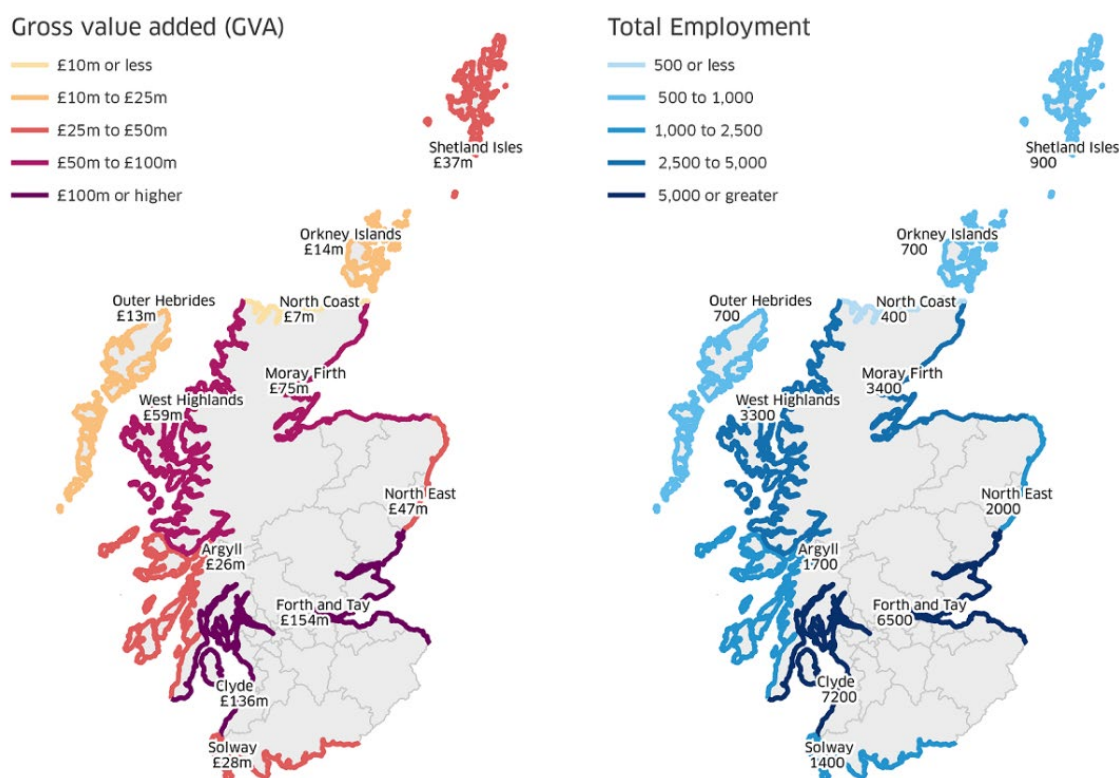 Gross value added (GVA)
£10m or less
£10m to £25m
£25m to £50m
£50m to £100m
£100m or higher
Shetland Isles
£37m
Orkney Islands
£14m
Outer Hebrides
£13m
North Coast
£7m
Moray Firth
£75m
West Highlands
£59m
North East
£47m
Argyll
£26m
Forth and Tay
£154m
Clyde
£136m
Solway
£28m
Total Employment
500 or less
500 to 1,000
1,000 to 2,500
2,500 to 5,000
5,000 or greater
Shetland Isles
900
Orkney Islands
700
Outer Hebrides
700
North Coast
400
Moray Firth
3400
West Highlands
3300
North East
2000
Argyll
1700
Forth and Tay
6500
Clyde
7200
Solway
1400